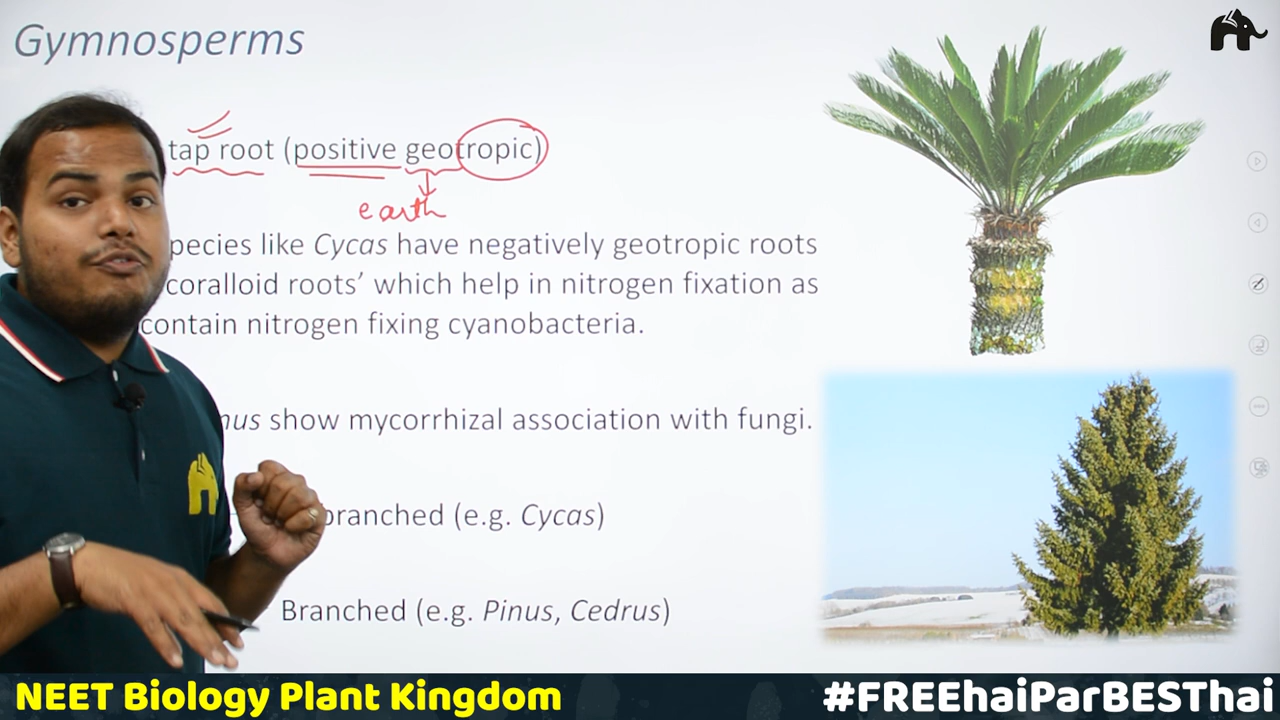 Gymnosperms
tap root (positive geotropic)
earth
pecies like Cycas have negatively geotropic roots
coralloid roots’ which help in nitrogen fixation as
contain nitrogen fixing cyanobacteria.
nus show mycorrhizal association with fungi.
branched (e.g. Cycas)
Branched (e.g. Pinus, Cedrus)
NEET Biology Plant Kingdom
#FREEhaiParBESThai